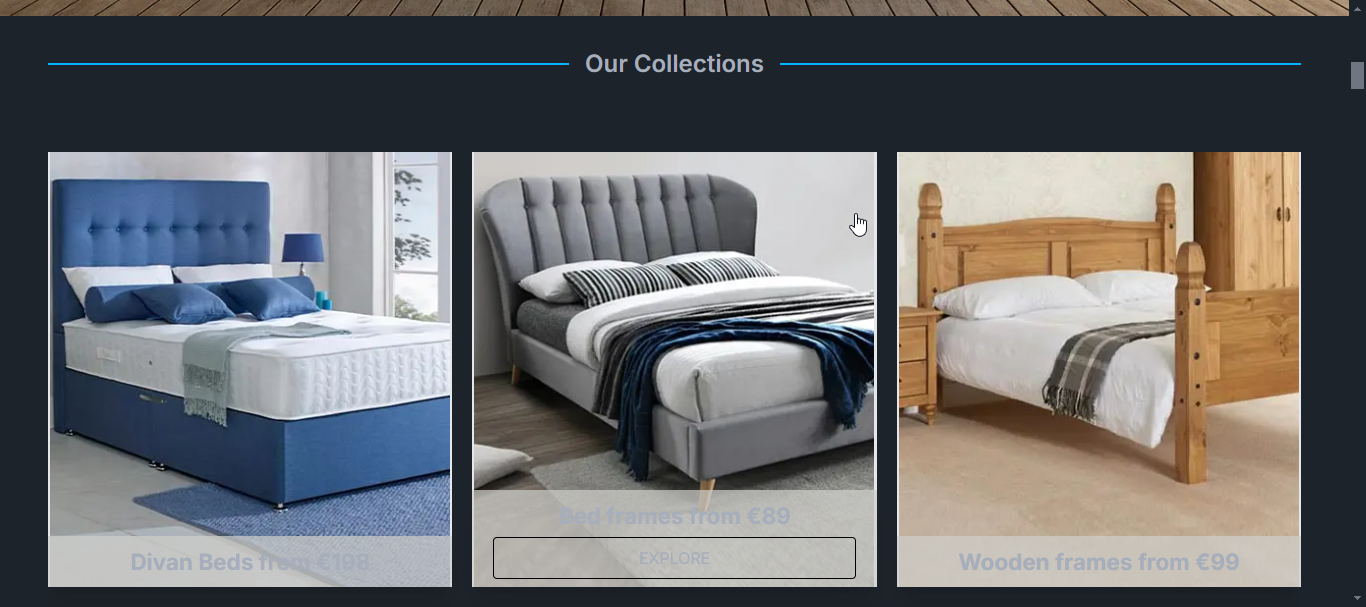 Our Collections
Divan Beds from €198
Bed frames from €89
EXPLORE
Wooden frames from €99